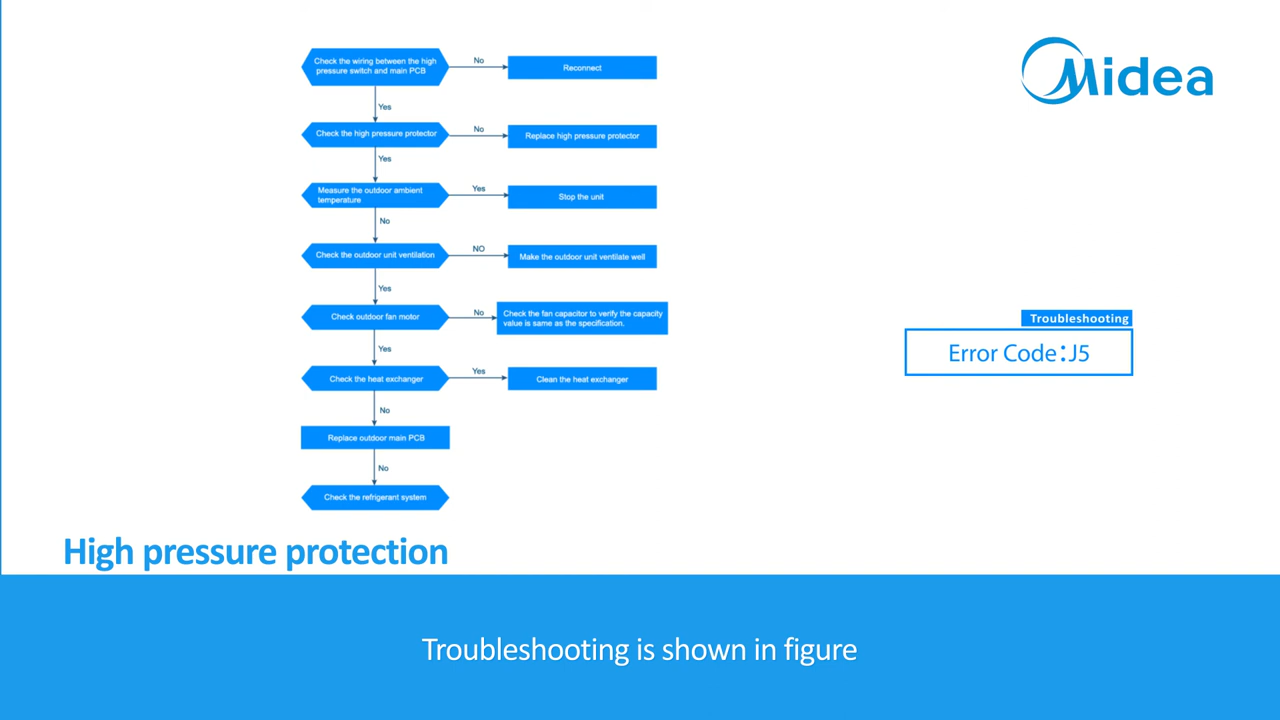 Midea
Check the wiring between the high
pressure switch and main PCB
No
Reconnect
Yes
Check the high pressure protector
No
Replace high pressure protector
Yes
Measure the outdoor ambient
temperature
Yes
Stop the unit
No
Check the outdoor unit ventilation
NO
Make the outdoor unit ventilate well
Yes
Check outdoor fan motor
No
Check the fan capacitor to verify the capacity
value is same as the specification.
Yes
Check the heat exchanger
Yes
Clean the heat exchanger
No
Replace outdoor main PCB
No
Check the refrigerant system
Troubleshooting
Error Code:J5
High pressure protection
Troubleshooting is shown in figure